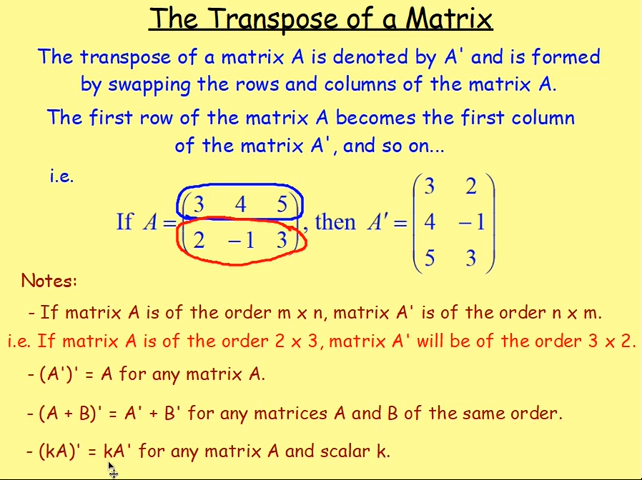 The Transpose of a Matrix
The transpose of a matrix A is denoted by A' and is formed
by swapping the rows and columns of the matrix A.
The first row of the matrix A becomes the first column
of the matrix A', and so on...
i.e.
If A = (3 4 5
2 −1 3), then A′ = (3 2
4 −1
5 3)
Notes:
- If matrix A is of the order m x n, matrix A' is of the order n x m.
i.e. If matrix A is of the order 2 x 3, matrix A' will be of the order 3 x 2.
- (A')' = A for any matrix A.
- (A + B)' = A' + B' for any matrices A and B of the same order.
- (kA)' = kA' for any matrix A and scalar k.